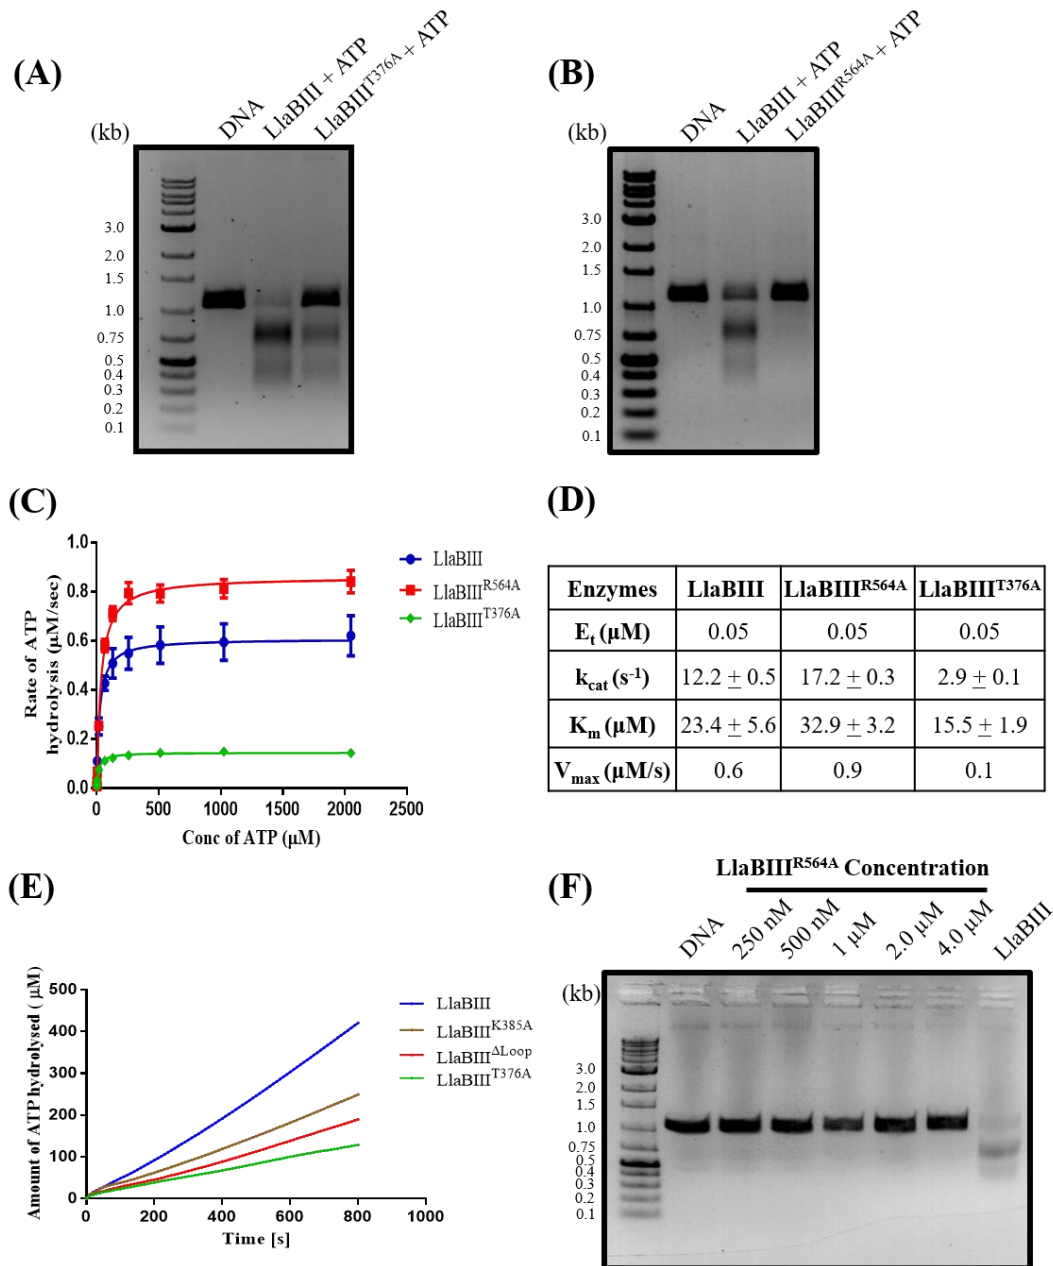 (A)
DNA
LlaBIII + ATP
LlaBIII^T376A + ATP
(kb)
3.0
2.0
1.5
1.0
0.75
0.5
0.4
0.3
0.2
0.1
(B)
DNA
LlaBIII + ATP
LlaBIII^R564A + ATP
(kb)
3.0
2.0
1.5
1.0
0.75
0.5
0.4
0.3
0.2
0.1
(C)
Rate of ATP
hydrolysis (µM/sec)
1.0
0.8
0.6
0.4
0.2
0.0
0 500 1000 1500 2000 2500
Conc of ATP (µM)
LlaBIII
LlaBIII^R564A
LlaBIII^T376A
(D)
Enzymes LlaBIII LlaBIII^R564A LlaBIII^T376A
Et (µM) 0.05 0.05 0.05
kcat (s-1) 12.2 ± 0.5 17.2 ± 0.3 2.9 ± 0.1
Km (µM) 23.4 ± 5.6 32.9 ± 3.2 15.5 ± 1.9
Vmax (µM/s) 0.6 0.9 0.1
(E)
Amount of ATP hydrolysed ( µM)
500
400
300
200
100
0
0 200 400 600 800 1000
Time [s]
LlaBIII
LlaBIII^K385A
LlaBIII^ΔLoop
LlaBIII^T376A
(F)
LlaBIII^R564A Concentration
DNA
250 nM
500 nM
1 µM
2.0 µM
4.0 µM
LlaBIII
(kb)
3.0
2.0
1.5
1.0
0.75
0.5
0.4
0.3
0.2
0.1